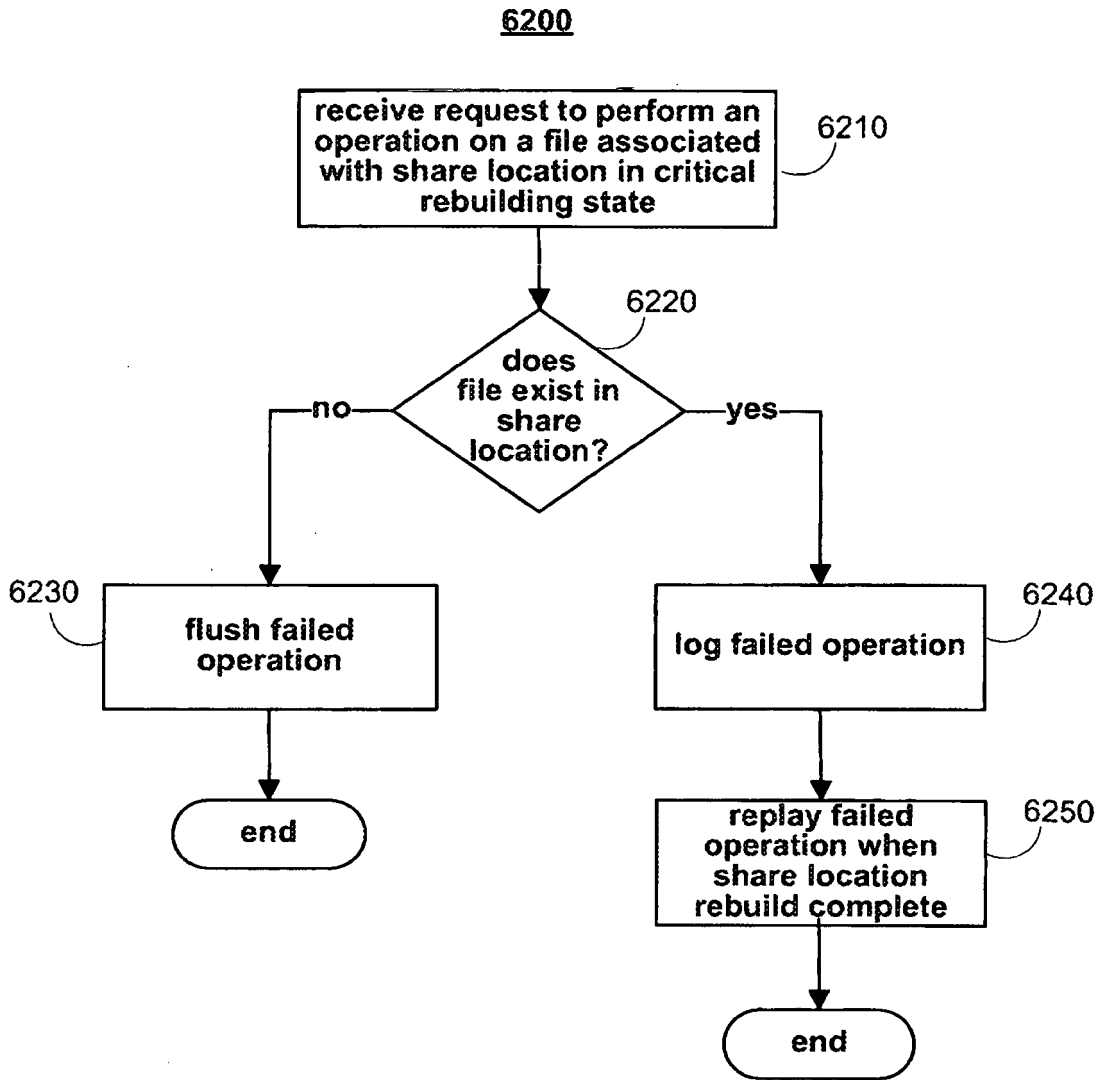 6200
receive request to perform an
operation on a file associated
with share location in critical
rebuilding state
6210
6220
does
file exist in
share
location?
no
yes
6230
flush failed
operation
6240
log failed operation
end
6250
replay failed
operation when
share location
rebuild complete
end